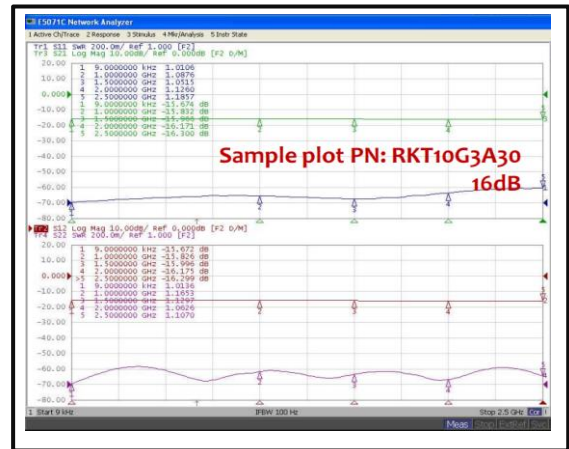 E5071C Network Analyzer
1 Active Ch/Trace 2 Response 3 Stimulus 4 Mkr/Analysis 5 Instr State
Tr1 S11 SWR 200.0m/ Ref 1.000 [F2]
Tr3 S21 Log Mag 10.00dB/ Ref 0.000dB [F2 D/M]
20.00
10.00
0.000
-10.00
-20.00
-30.00
-40.00
-50.00
-60.00
-70.00
-80.00
1 9.0000000 kHz 1.0106
2 1.0000000 GHz 1.0876
3 1.5000000 GHz 1.0515
4 2.0000000 GHz 1.1260
5 2.5000000 GHz 1.1857
1 9.0000000 kHz -15.674 dB
2 1.0000000 GHz -15.832 dB
3 1.5000000 GHz -15.988 dB
4 2.0000000 GHz -16.171 dB
5 2.5000000 GHz -16.300 dB
Sample plot PN: RKT10G3A30
16dB
Tr2 S12 Log Mag 10.00dB/ Ref 0.000dB [F2 D/M]
Tr4 S22 SWR 200.0m/ Ref 1.000 [F2]
20.00
10.00
0.000
-10.00
-20.00
-30.00
-40.00
-50.00
-60.00
-70.00
-80.00
1 9.0000000 kHz -15.672 dB
2 1.0000000 GHz -15.826 dB
3 1.5000000 GHz -15.996 dB
4 2.0000000 GHz -16.175 dB
>5 2.5000000 GHz -16.299 dB
1 9.0000000 kHz 1.0136
2 1.0000000 GHz 1.1653
3 1.5000000 GHz
4 2.0000000 GHz 1.0626
5 2.5000000 GHz 1.1070
1 Start 9 kHz IFBW 100 Hz Stop 2.5 GHz Cor !
Meas Stop ExtRef Svc